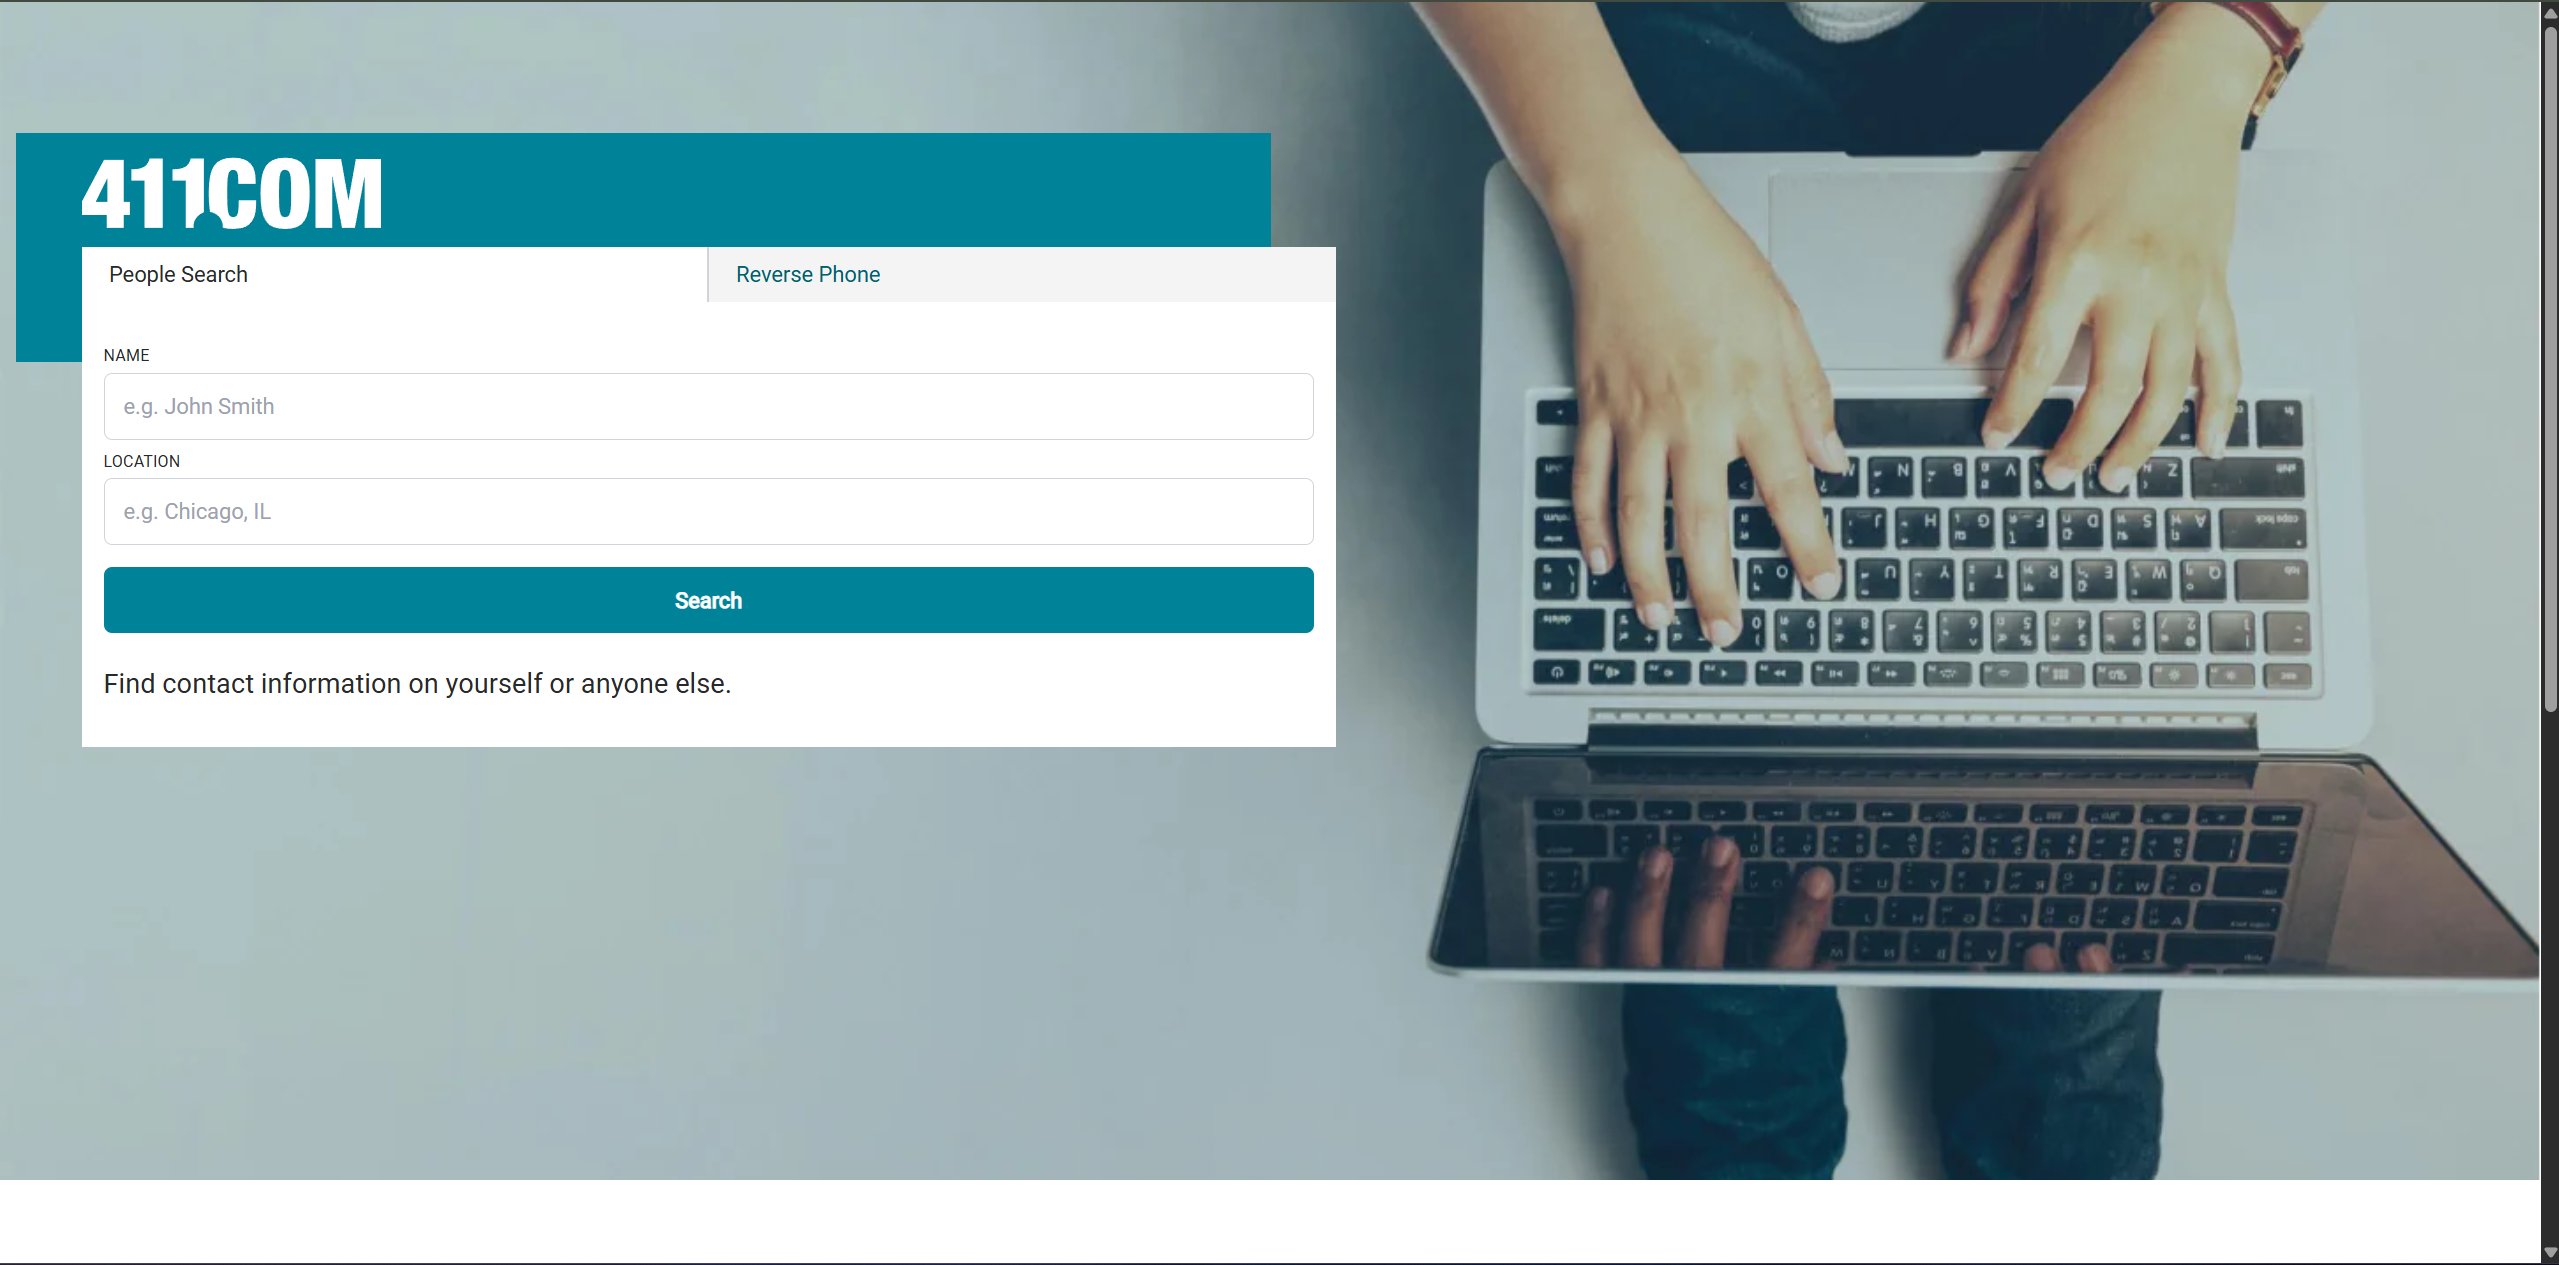 411COM
People Search
Reverse Phone
NAME
e.g. John Smith
LOCATION
e.g. Chicago, IL
Search
Find contact information on yourself or anyone else.